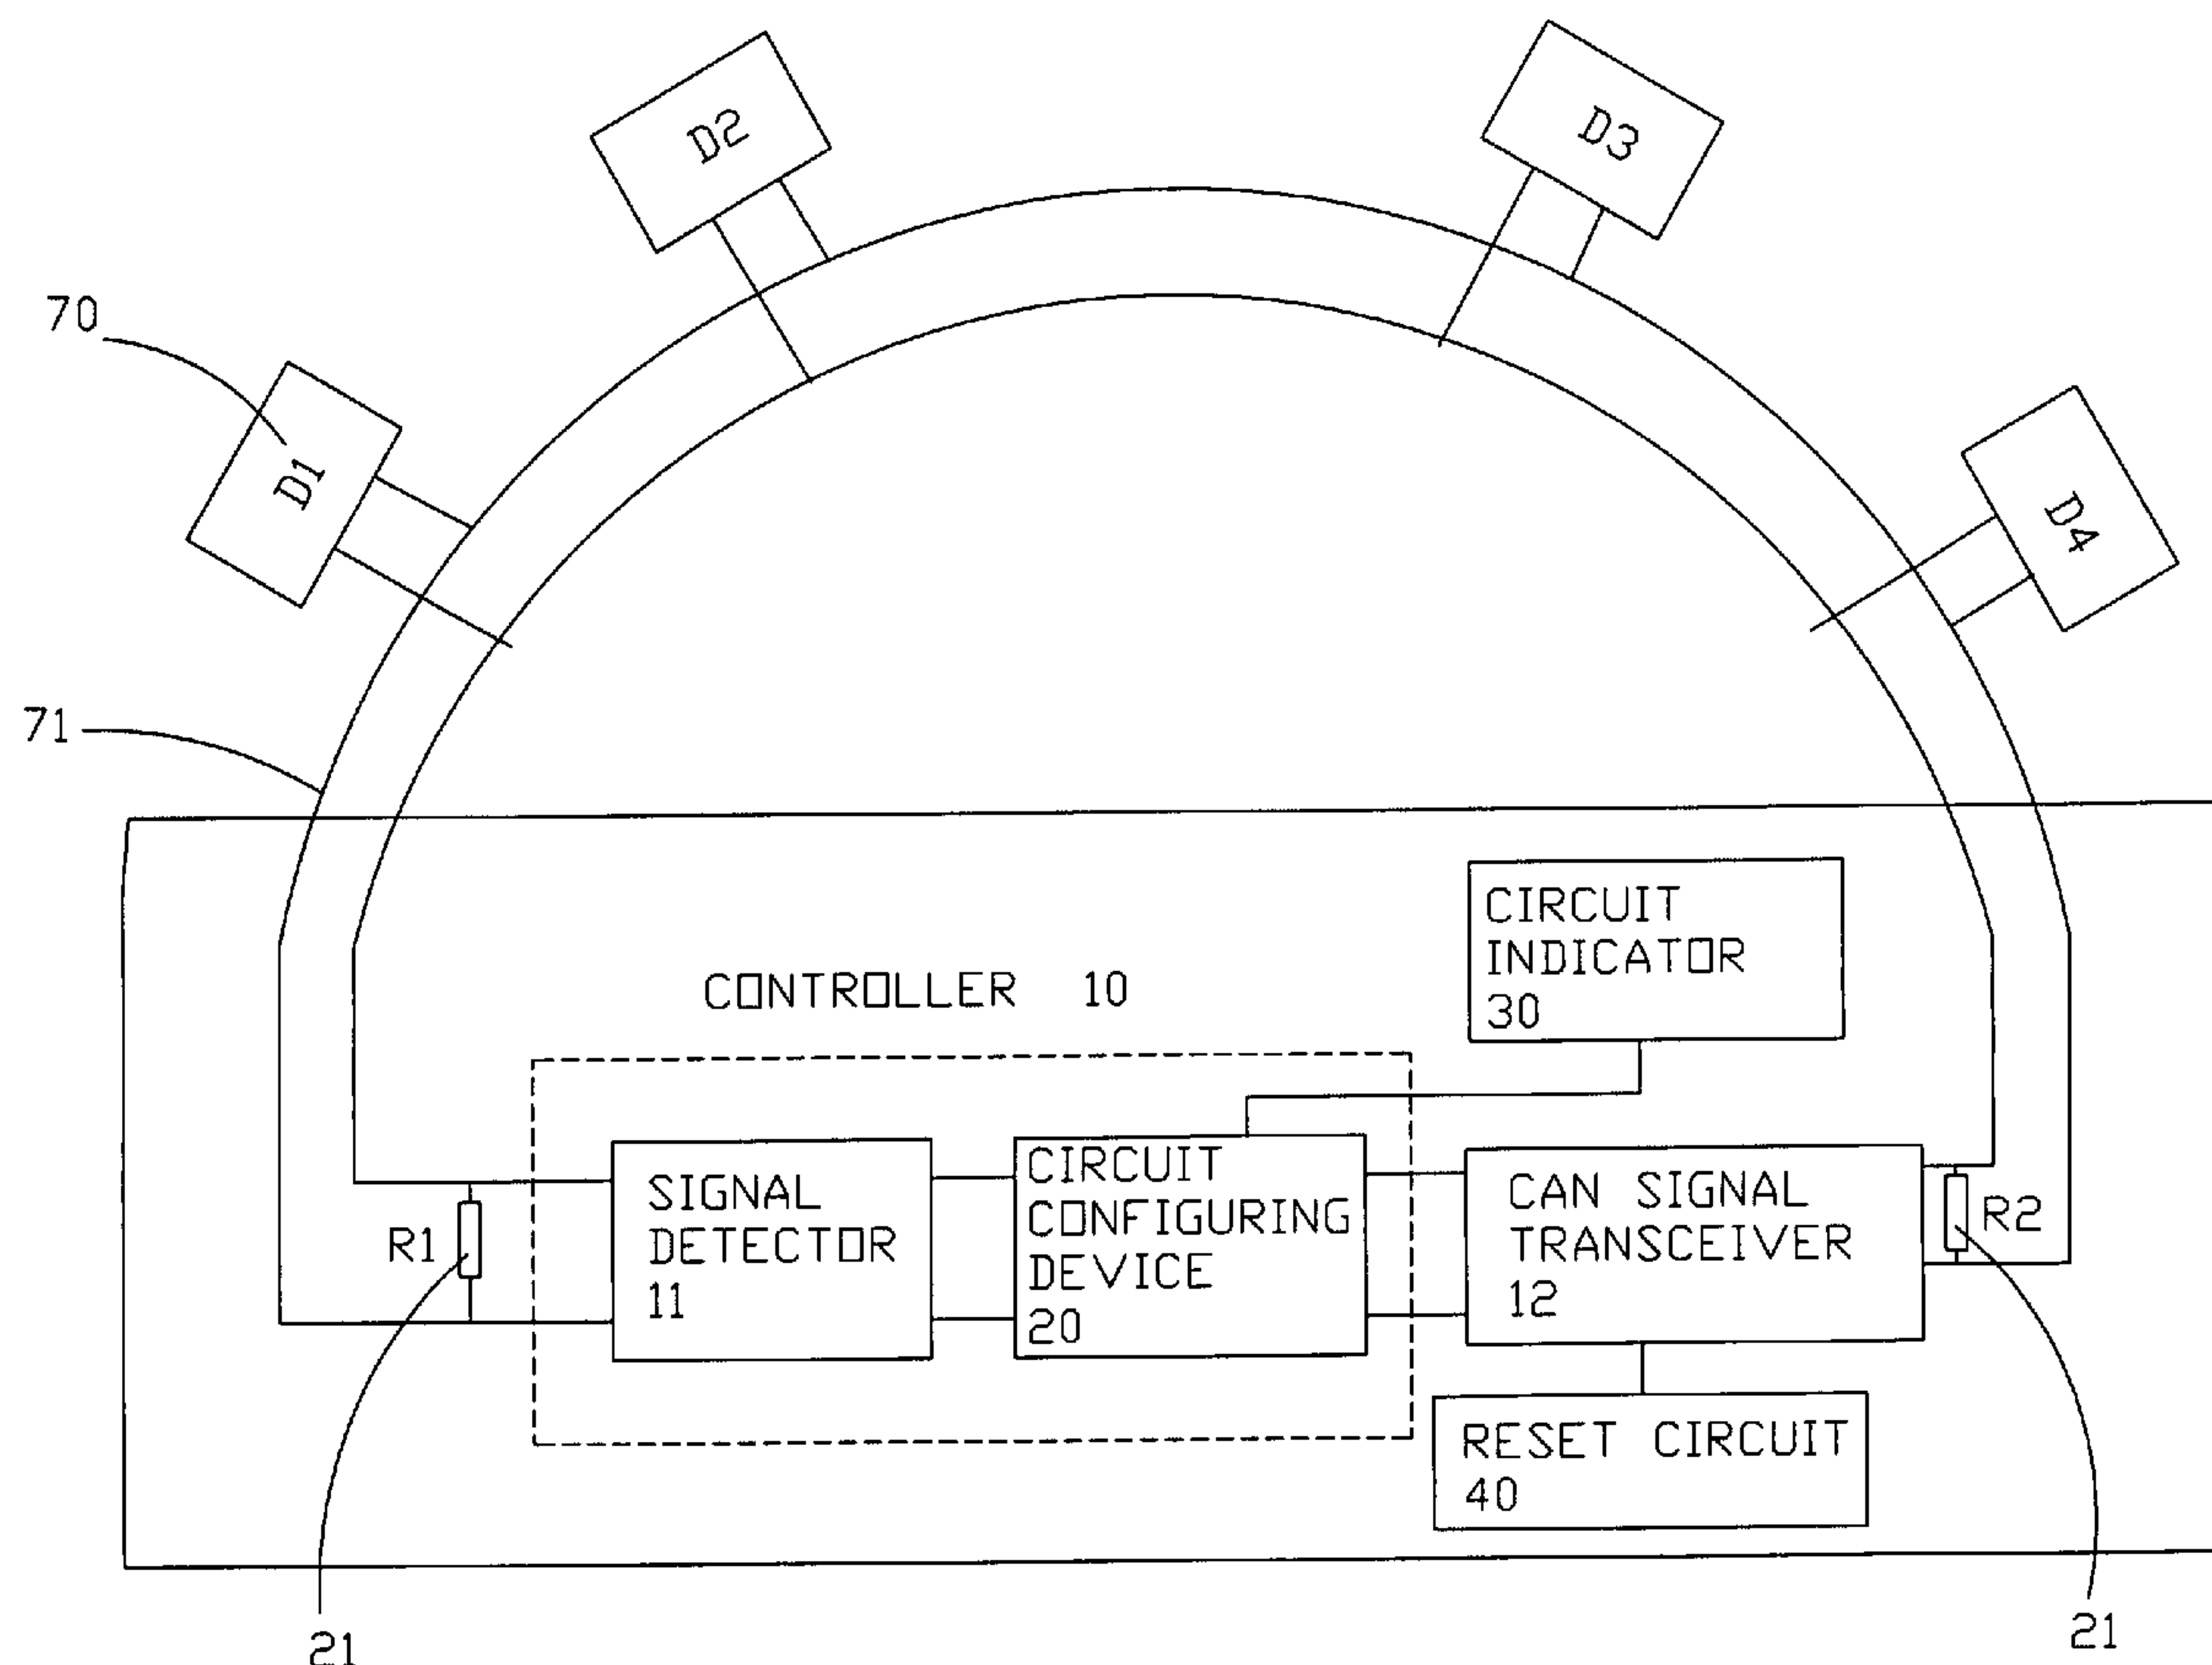 D2
D3
70
D1
D4
71
CIRCUIT
INDICATOR
30
CONTROLLER 10
SIGNAL
DETECTOR
11
CIRCUIT
CONFIGURING
DEVICE
20
CAN SIGNAL
TRANSCEIVER
12
R1
R2
RESET CIRCUIT
40
21
21